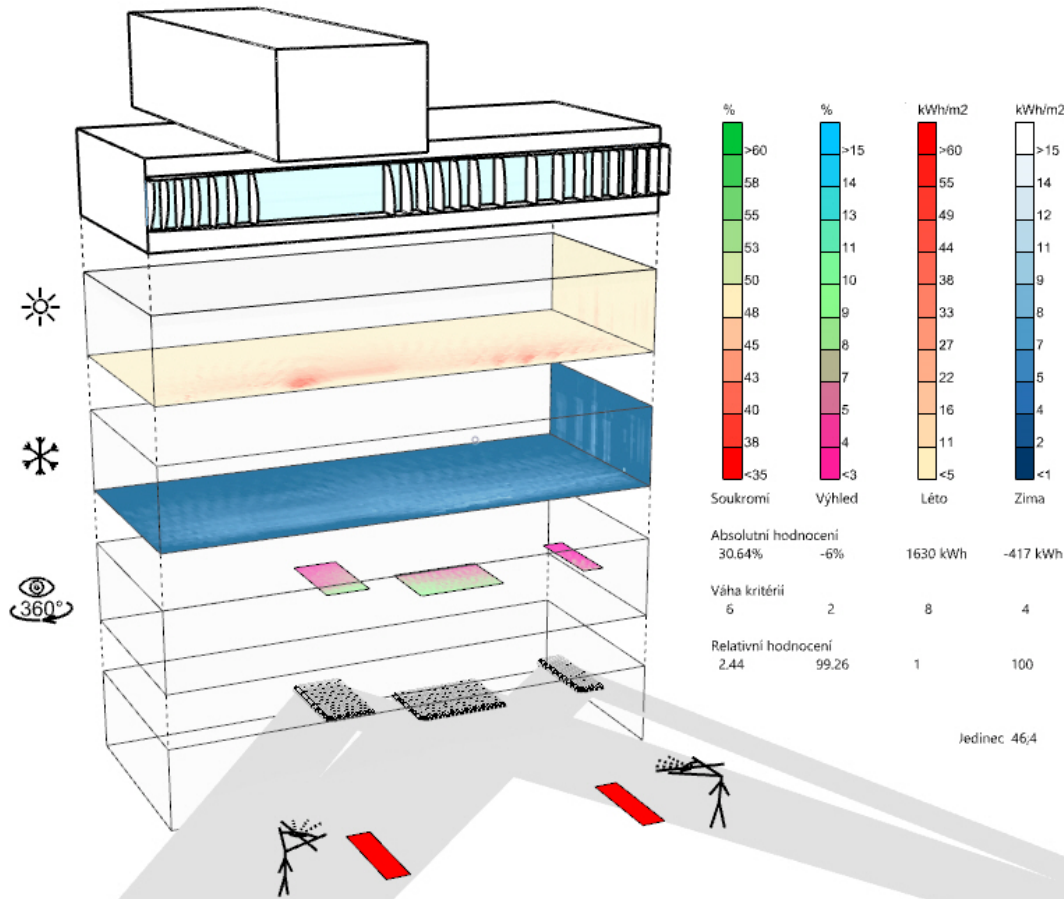 % % kWh/m2 kWh/m2
>60 >15 >60 >15
58 14 55 14
55 13 49 12
53 11 44 12
50 10 38 11
48 9 33 9
45 8 27 8
43 7 22 7
40 5 16 5
38 4 11 2
<35 <3 <5 <1
Soukromí Výhled Léto Zima
Absolutní hodnocení
30.64% -6% 1630 kWh -417 kWh
Váha kritérií
6 2 8 4
Relativní hodnocení
2.44 99.26 1 100
360°
Jedinec 46,4